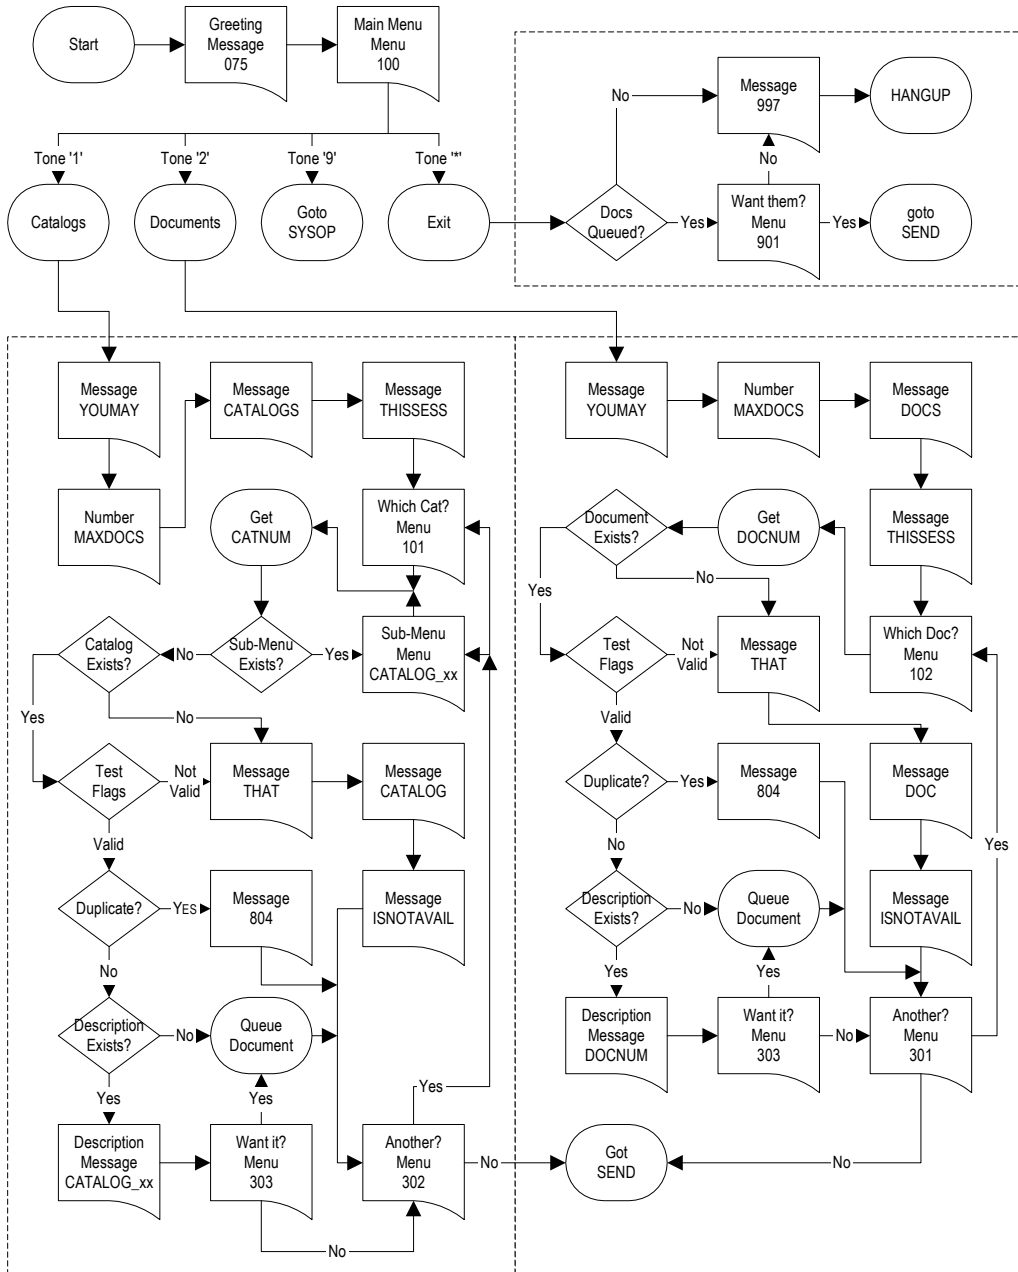 Start
Greeting
Message
075
Main Menu
Menu
100
Tone '1'
Tone '2'
Tone '9'
Tone '*'
Catalogs
Documents
Goto
SYSOP
Exit
No
Message
997
HANGUP
No
Docs
Queued?
Yes
Want them?
Menu
901
Yes
goto
SEND
Message
YOUMAY
Message
CATALOGS
Message
THISSESS
Number
MAXDOCS
Get
CATNUM
Which Cat?
Menu
101
Catalog
Exists?
No
Sub-Menu
Exists?
Yes
Sub-Menu
Menu
CATALOG_xx
Yes
No
Test
Flags
Not
Valid
Message
THAT
Message
CATALOG
Valid
Duplicate?
YES
Message
804
Message
ISNOTAVAIL
No
Description
Exists?
No
Queue
Document
Yes
Yes
Yes
Description
Message
CATALOG_xx
Want it?
Menu
303
Another?
Menu
302
No
No
Message
YOUMAY
Number
MAXDOCS
Message
DOCS
Document
Exists?
Get
DOCNUM
Message
THISSESS
Yes
No
Test
Flags
Not
Valid
Message
THAT
Which Doc?
Menu
102
Valid
Duplicate?
Yes
Message
804
Message
DOC
Yes
No
Description
Exists?
No
Queue
Document
Message
ISNOTAVAIL
Yes
Yes
Description
Message
DOCNUM
Want it?
Menu
303
No
Another?
Menu
301
Got
SEND
No